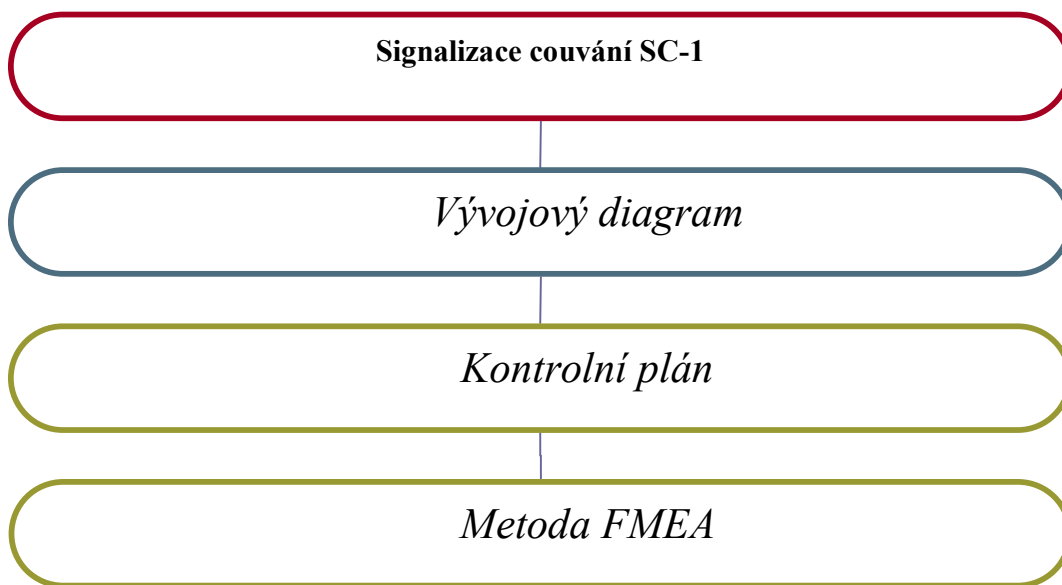 Signalizace couvání SC-1
Vývojový diagram
Kontrolní plán
Metoda FMEA